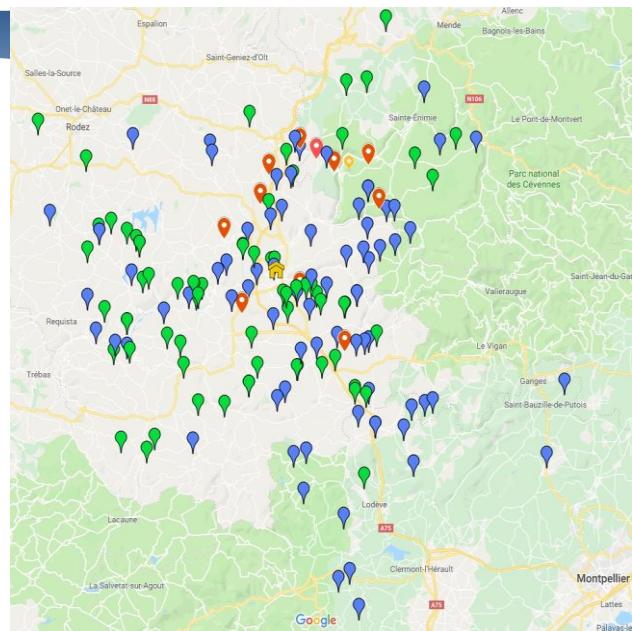 Espalion
Allenc
Mende
Bagnols-les-Bains
Saint-Geniez-d'Olt
Salles-la-Source
N88
N106
Onet-le-Château
Rodez
Sainte-Énimie
Le Pont-de-Montvert
Parc national
des Cévennes
Saint-Jean-du-Ga
Valleraugue
Requista
Le Vigan
Trébas
Ganges
Saint-Bauzille-de-Putois
Lacaune
Lodève
A75
Clermont-l'Hérault
La Salvetat-sur-Agout
Montpellier
A75
Lattes
Google
Palavas-le